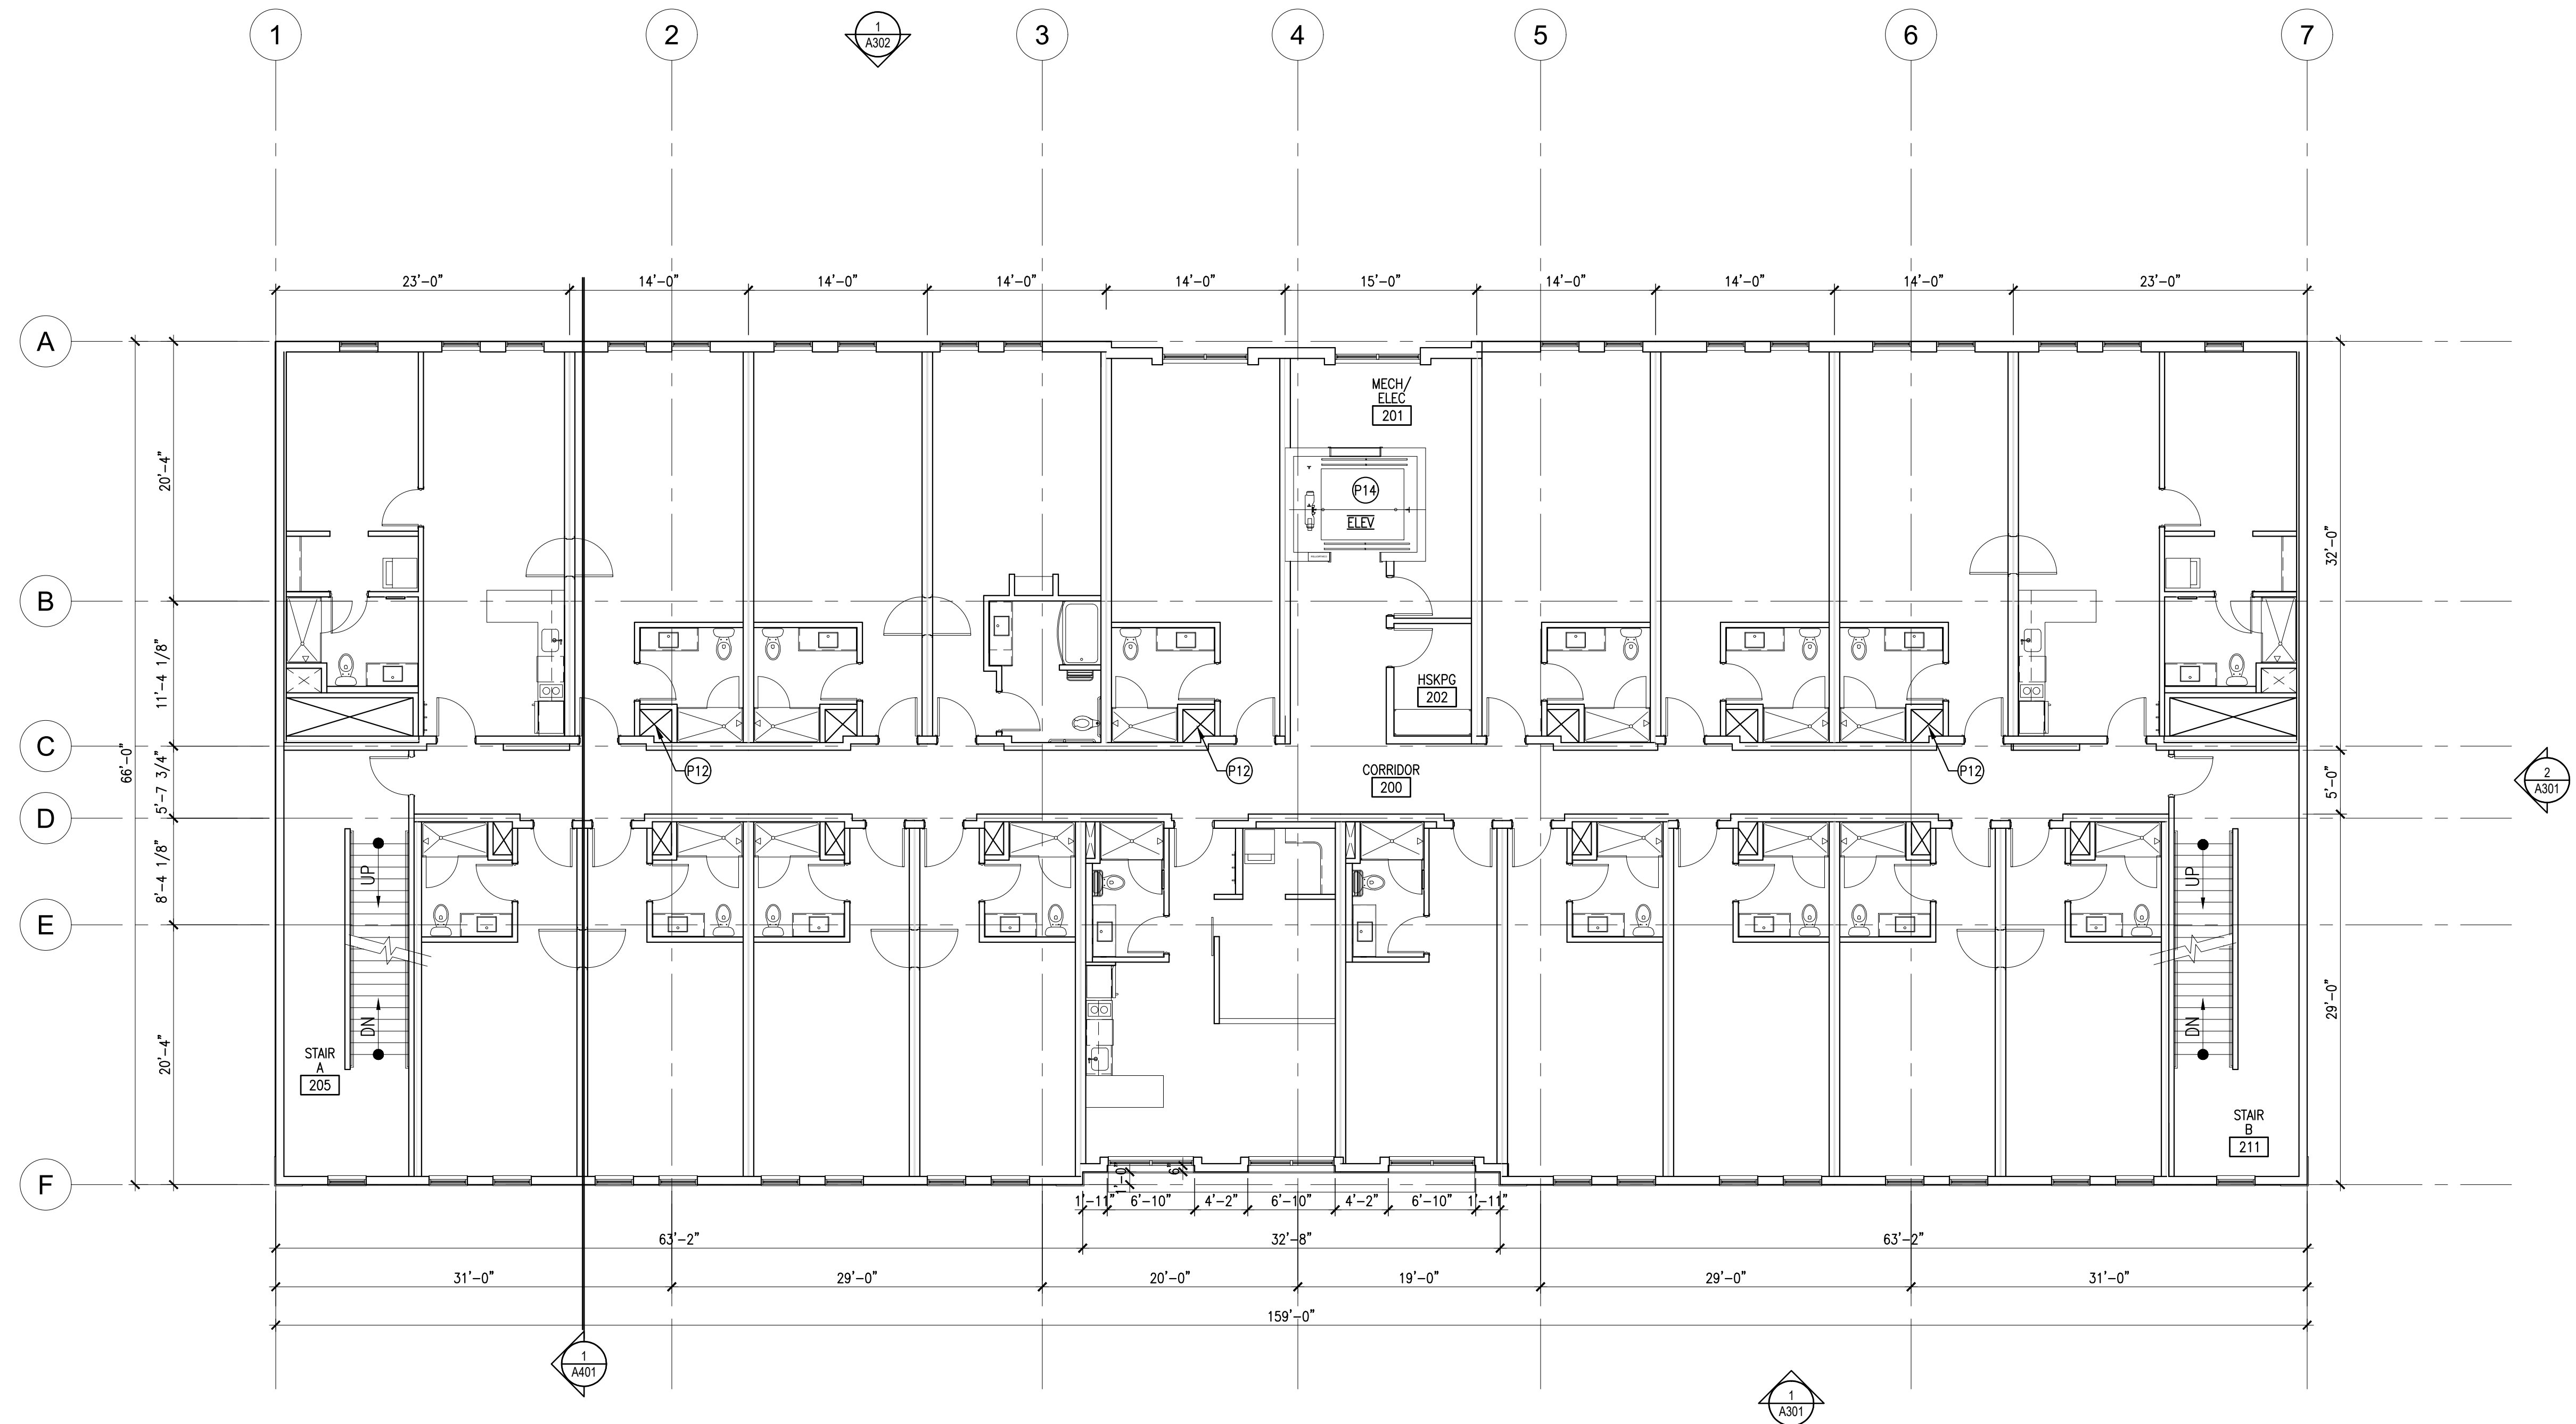 1
2
1
A302
3
4
5
6
7
23'-0"
14'-0"
14'-0"
14'-0"
14'-0"
15'-0"
14'-0"
14'-0"
14'-0"
23'-0"
A
MECH/
ELEC
201
20'-4"
P14
ELEV
32'-0"
B
11'-4 1/8"
HSKPG
202
C
66'-0"
5'-7 3/4"
P12
P12
CORRIDOR
200
P12
5'-0"
2
A301
D
8'-4 1/8"
UP
UP
E
29'-0"
DN
DN
20'-4"
STAIR
A
205
STAIR
B
211
F
1'-0"
6"
1'-11"
6'-10"
4'-2"
6'-10"
4'-2"
6'-10"
1'-11"
63'-2"
32'-8"
63'-2"
31'-0"
29'-0"
20'-0"
19'-0"
29'-0"
31'-0"
159'-0"
1
A401
1
A301